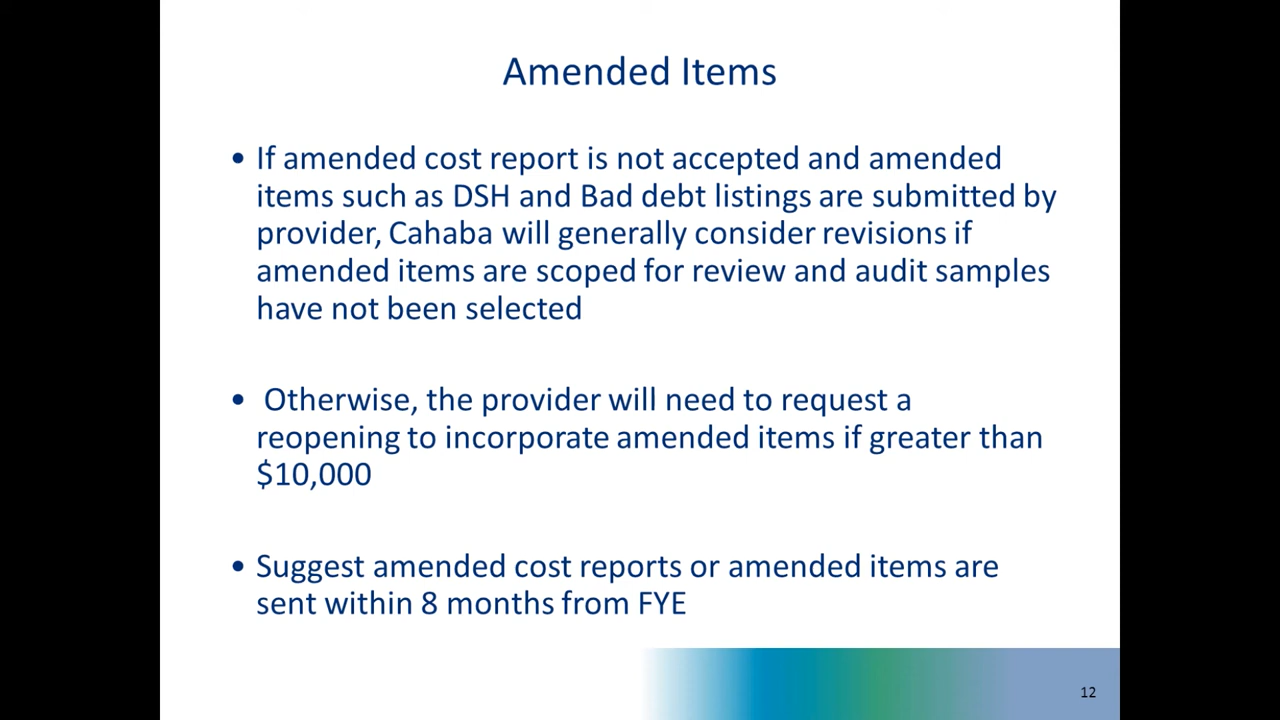 Amended Items
• If amended cost report is not accepted and amended
items such as DSH and Bad debt listings are submitted by
provider, Cahaba will generally consider revisions if
amended items are scoped for review and audit samples
have not been selected
• Otherwise, the provider will need to request a
reopening to incorporate amended items if greater than
$10,000
• Suggest amended cost reports or amended items are
sent within 8 months from FYE
12